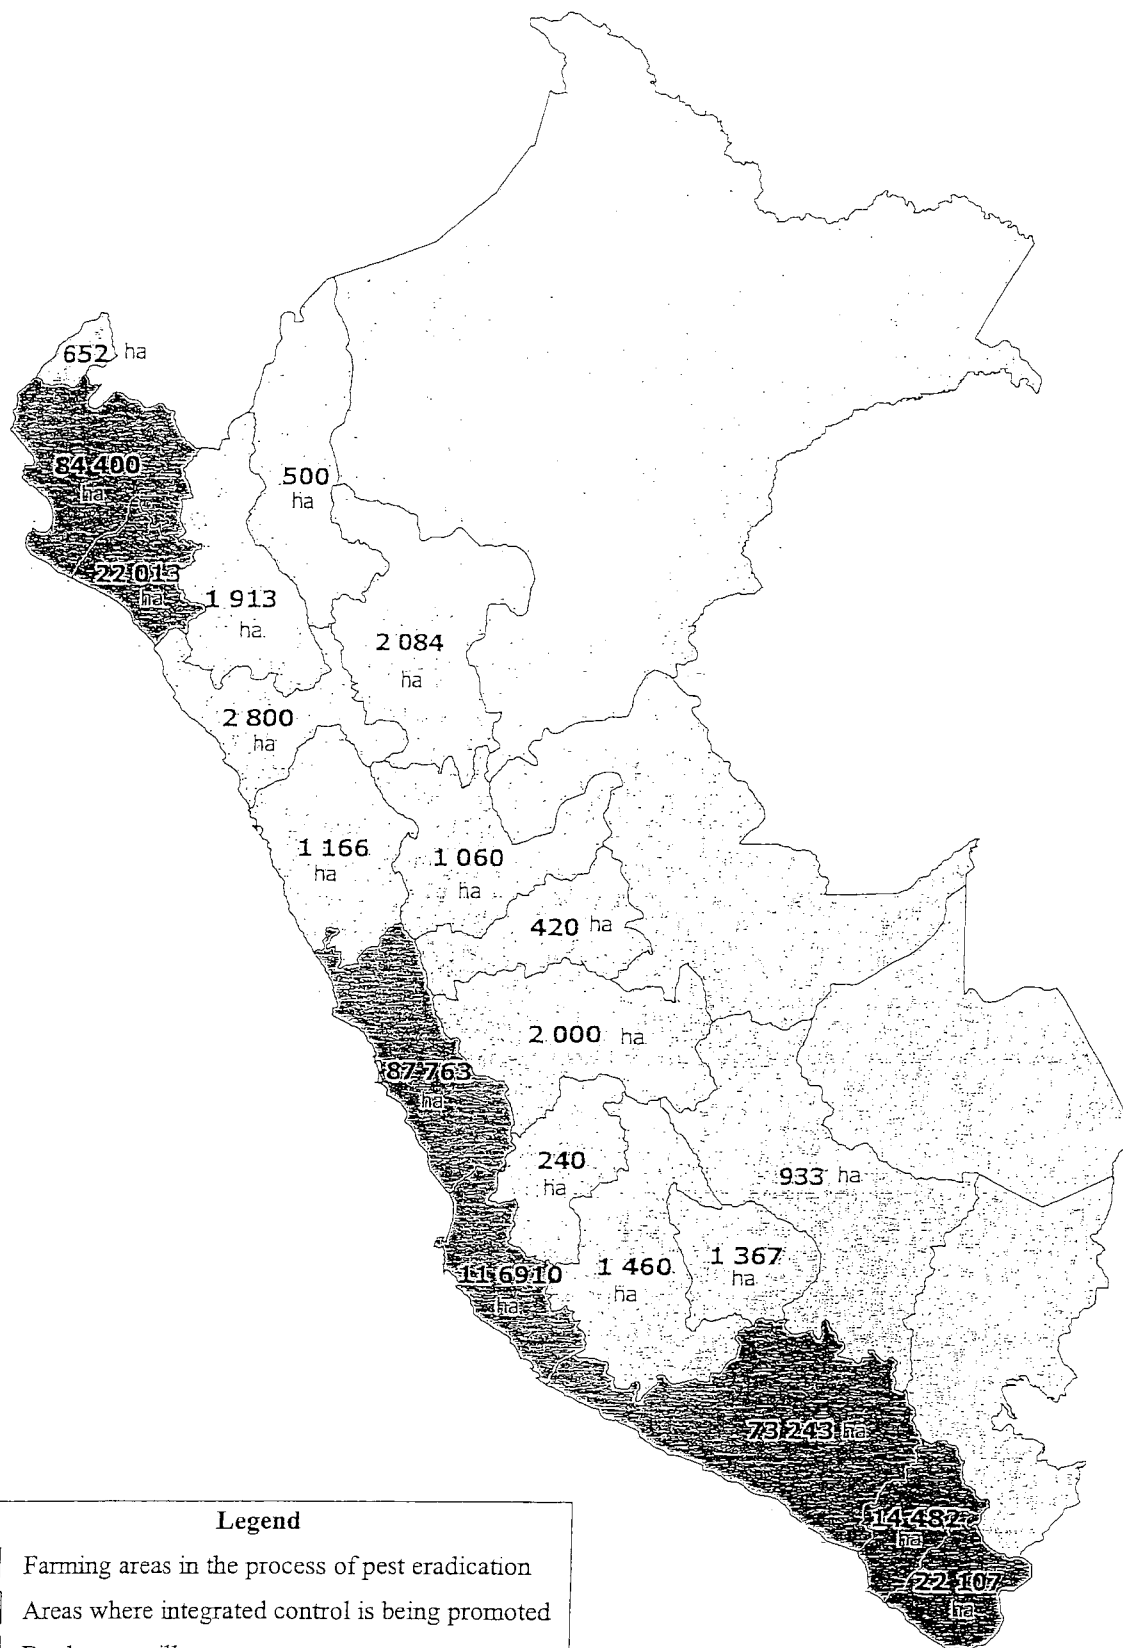 652 ha
84 400
ha
500
ha
22 013
ha
1 913
ha
2 084
ha
2 800
ha
1 166
ha
1 060
ha
420 ha
2 000 ha
87 763
ha
240
ha
933 ha
11 6910
ha
1 460
ha
1 367
ha
73 243 ha
14 482
ha
22 107
ha
Legend
Farming areas in the process of pest eradication
Areas where integrated control is being promoted